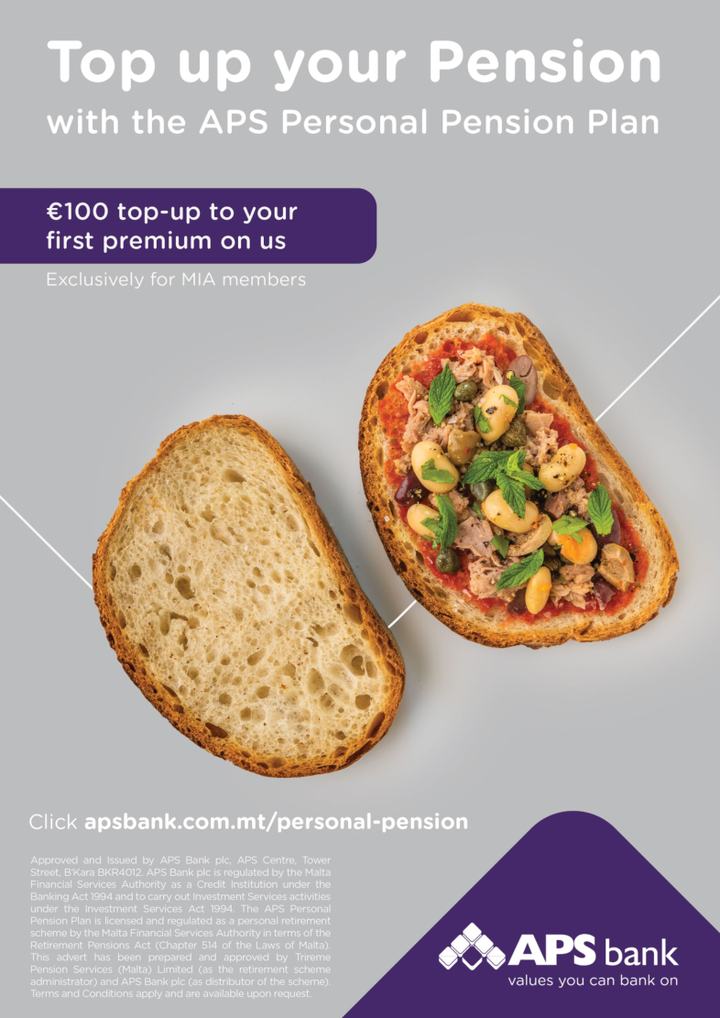 Top up your Pension
with the APS Personal Pension Plan
€100 top-up to your
first premium on us
Exclusively for MIA members
Click apsbank.com.mt/personal-pension
Approved and Issued by APS Bank plc, APS Centre, Tower
Street, B'Kara BKR4012. APS Bank plc is regulated by the Malta
Financial Services Authority as a Credit Institution under the
Banking Act 1994 and to carry out Investment Services activities
under the Investment Services Act 1994. The APS Personal
Pension Plan is licensed and regulated as a personal retirement
scheme by the Malta Financial Services Authority in terms of the
Retirement Pensions Act (Chapter 514 of the Laws of Malta).
This advert has been prepared and approved by Trireme
Pension Services (Malta) Limited (as the retirement scheme
administrator) and APS Bank plc (as distributor of the scheme).
Terms and Conditions apply and are available upon request.
APS bank
values you can bank on